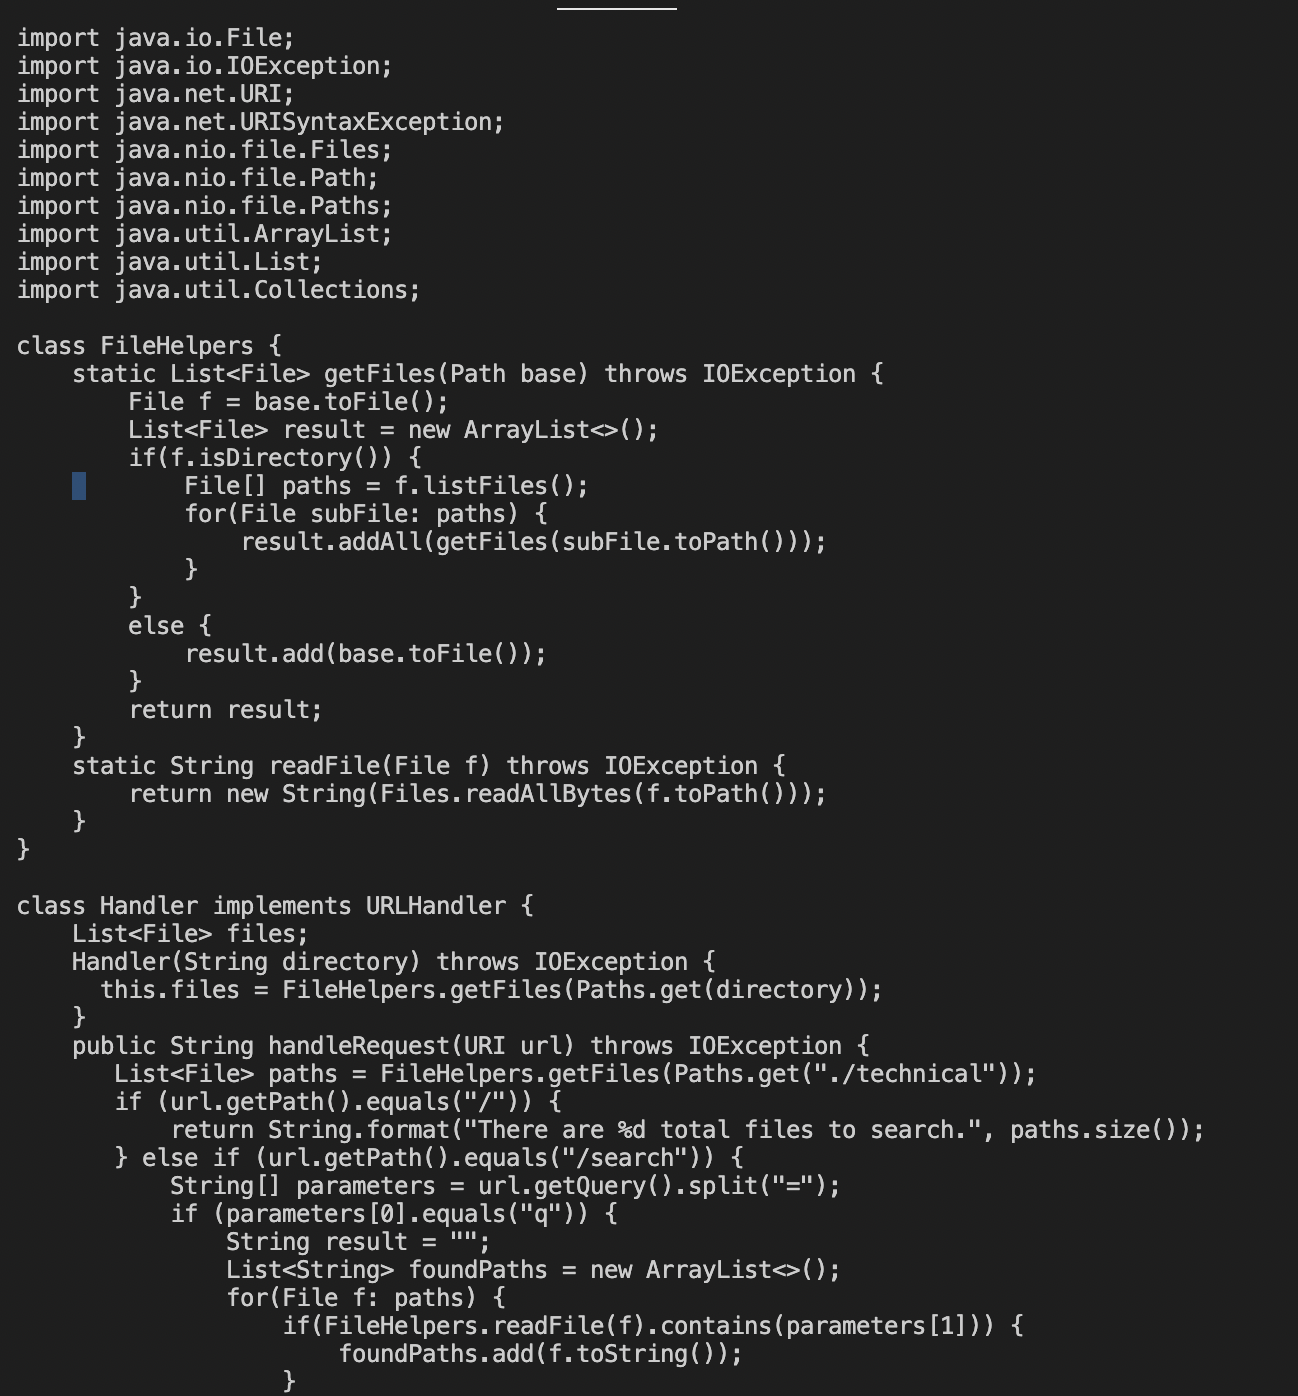 import java.io.File;
import java.io.IOException;
import java.net.URI;
import java.net.URISyntaxException;
import java.nio.file.Files;
import java.nio.file.Path;
import java.nio.file.Paths;
import java.util.ArrayList;
import java.util.List;
import java.util.Collections;

class FileHelpers {
    static List<File> getFiles(Path base) throws IOException {
        File f = base.toFile();
        List<File> result = new ArrayList<>();
        if(f.isDirectory()) {
            File[] paths = f.listFiles();
            for(File subFile: paths) {
                result.addAll(getFiles(subFile.toPath()));
            }
        }
        else {
            result.add(base.toFile());
        }
        return result;
    }
    static String readFile(File f) throws IOException {
        return new String(Files.readAllBytes(f.toPath()));
    }
}

class Handler implements URLHandler {
    List<File> files;
    Handler(String directory) throws IOException {
      this.files = FileHelpers.getFiles(Paths.get(directory));
    }
    public String handleRequest(URI url) throws IOException {
       List<File> paths = FileHelpers.getFiles(Paths.get("./technical"));
       if (url.getPath().equals("/")) {
           return String.format("There are %d total files to search.", paths.size());
       } else if (url.getPath().equals("/search")) {
           String[] parameters = url.getQuery().split("=");
           if (parameters[0].equals("q")) {
               String result = "";
               List<String> foundPaths = new ArrayList<>();
               for(File f: paths) {
                   if(FileHelpers.readFile(f).contains(parameters[1])) {
                       foundPaths.add(f.toString());
                   }